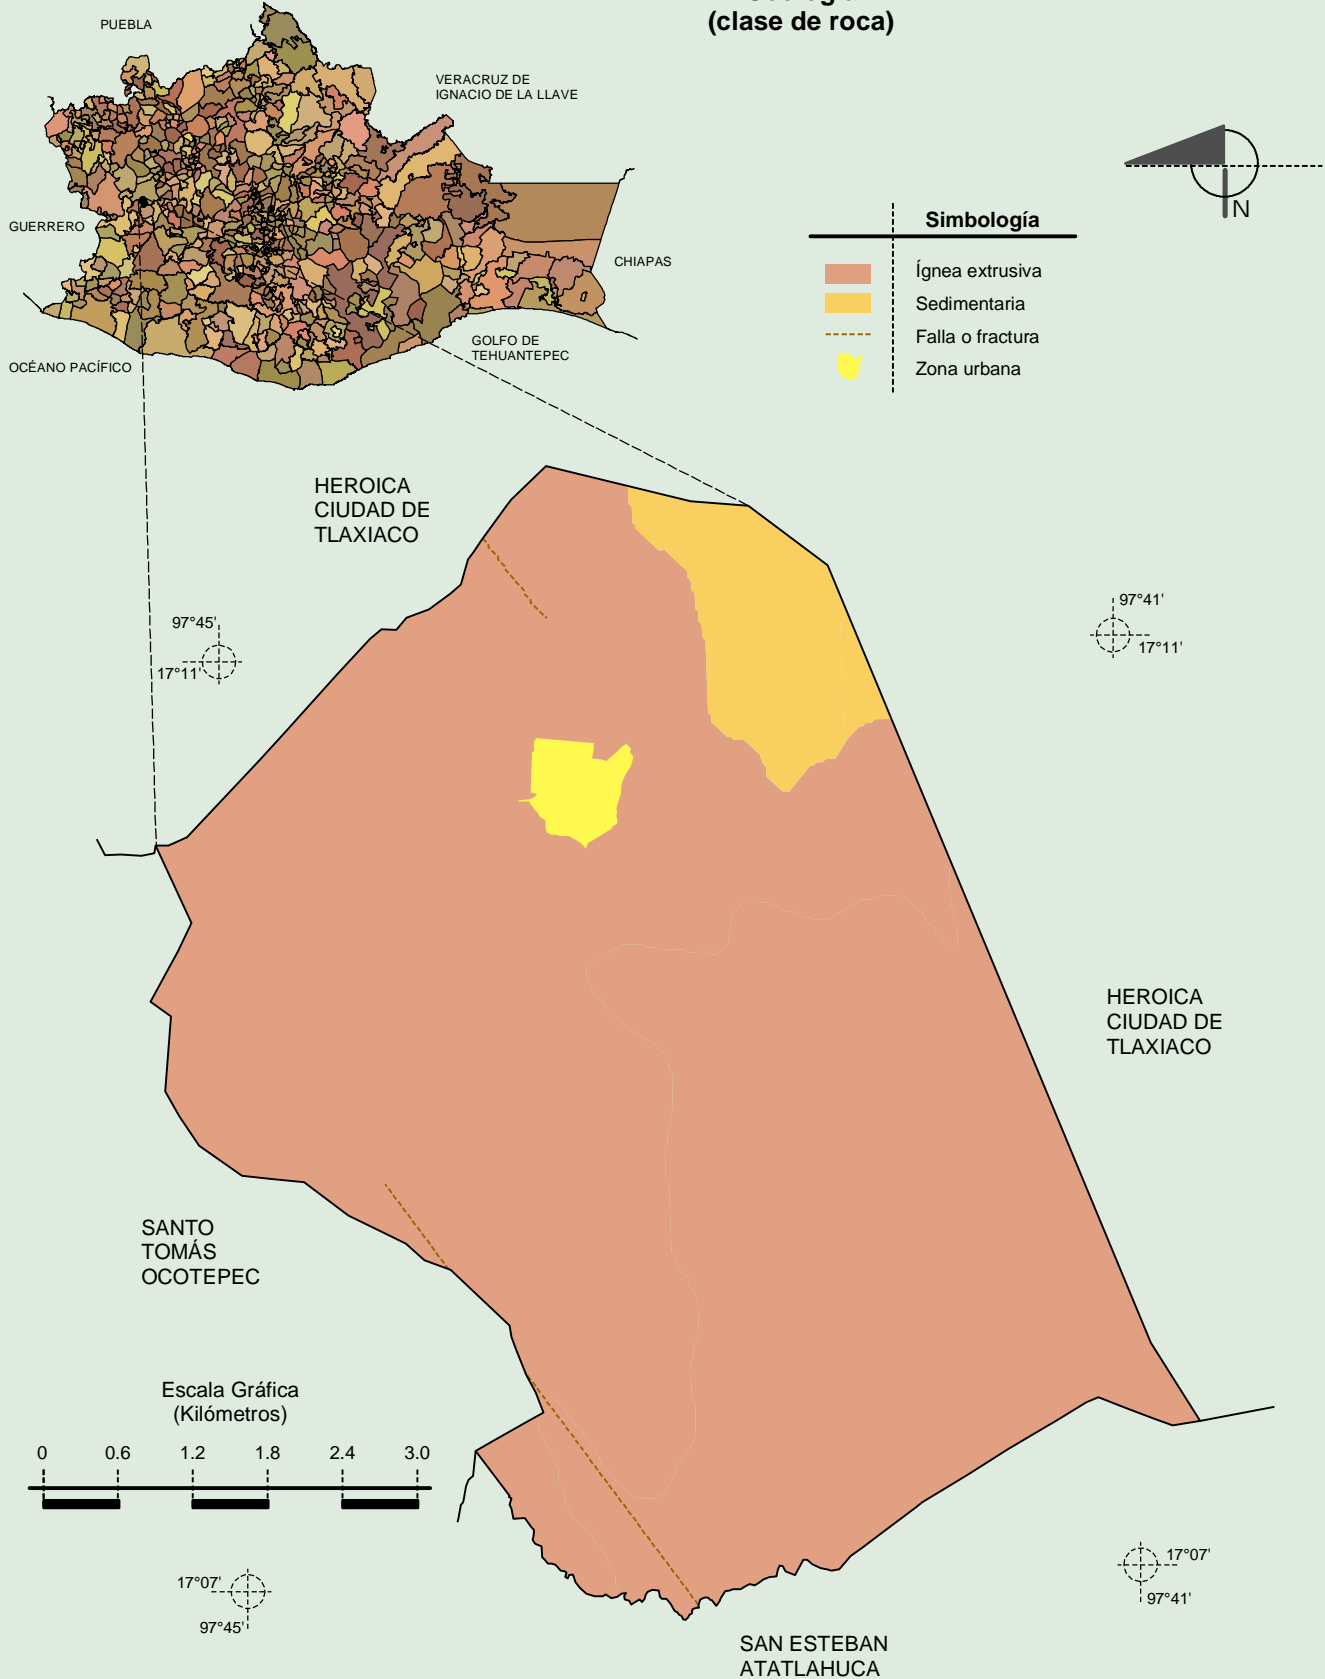 (clase de roca)
PUEBLA
VERACRUZ DE
IGNACIO DE LA LLAVE
GUERRERO
CHIAPAS
GOLFO DE
TEHUANTEPEC
OCÉANO PACÍFICO
N
Simbología
Ígnea extrusiva
Sedimentaria
Falla o fractura
Zona urbana
HEROICA
CIUDAD DE
TLAXIACO
97°45'
17°11'
97°41'
17°11'
HEROICA
CIUDAD DE
TLAXIACO
SANTO
TOMÁS
OCOTEPEC
Escala Gráfica
(Kilómetros)
0 0.6 1.2 1.8 2.4 3.0
17°07'
97°45'
17°07'
97°41'
SAN ESTEBAN
ATATLAHUCA